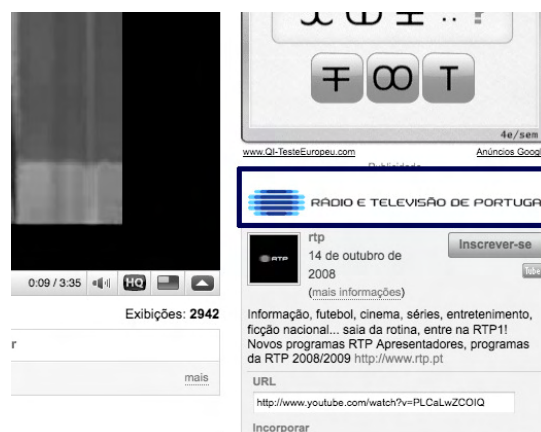 T
4e/sem
www.QI-TesteEuropeu.com Anúncios Googl
Publicidade
RÁDIO E TELEVISÃO DE PORTUGA
rtp
RTP
14 de outubro de
2008
(mais informações)
Inscrever-se
Tube
0:09 / 3:35 HQ
Exibições: 2942
r
mais
Informação, futebol, cinema, séries, entretenimento,
ficção nacional... saia da rotina, entre na RTP1!
Novos programas RTP Apresentadores, programas
da RTP 2008/2009 http://www.rtp.pt
URL
http://www.youtube.com/watch?v=PLCaLwZCOIQ
Incorporar